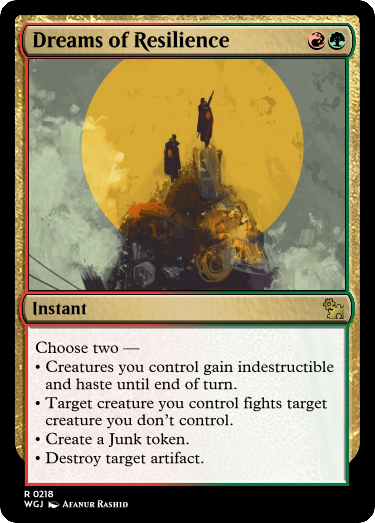 Dreams of Resilience
Instant
Choose two —
• Creatures you control gain indestructible
and haste until end of turn.
• Target creature you control fights target
creature you don't control.
• Create a Junk token.
• Destroy target artifact.
R 0218
WGJ Afanur Rashid